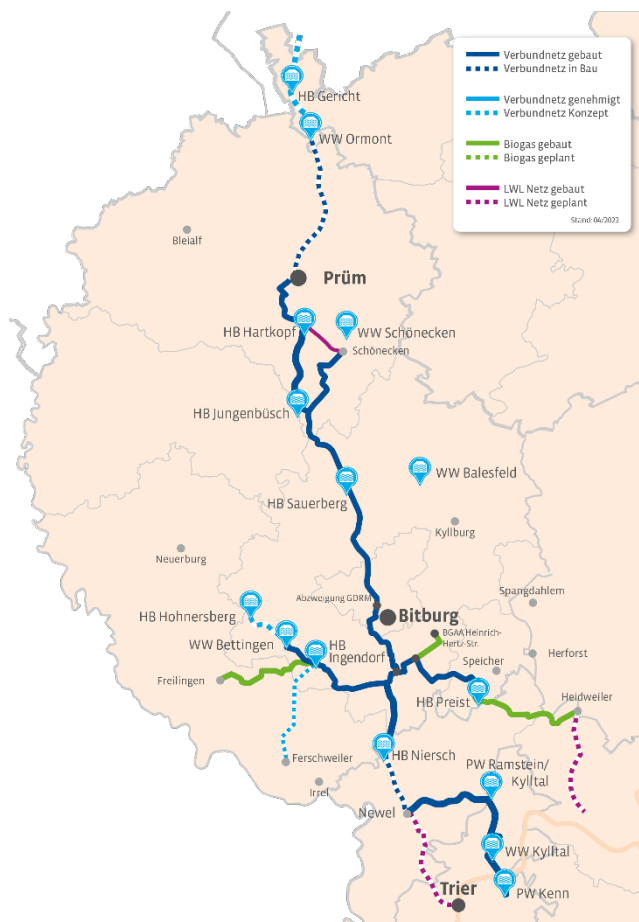 Verbundnetz gebaut
Verbundnetz in Bau
Verbundnetz genehmigt
Verbundnetz Konzept
Biogas gebaut
Biogas geplant
LWL Netz gebaut
LWL Netz geplant
Stand: 04/2023
HB Gericht
WW Ormont
Bleialf
Prüm
HB Hartkopf
WW Schönecken
Schönecken
HB Jungenbüsch
WW Balesfeld
HB Sauerberg
Kyllburg
Neuerburg
Abzweigung GDRM
Spangdahlem
HB Hohnersberg
Bitburg
BGAA Heinrich-
Hertz-Str.
WW Bettingen
HB
Ingendorf
Herforst
Speicher
Freilingen
HB Preist
Heidweiler
HB Niersch
Ferschweiler
PW Ramstein/
Kylltal
Irrel
Newel
WW Kylltal
Trier
PW Kenn